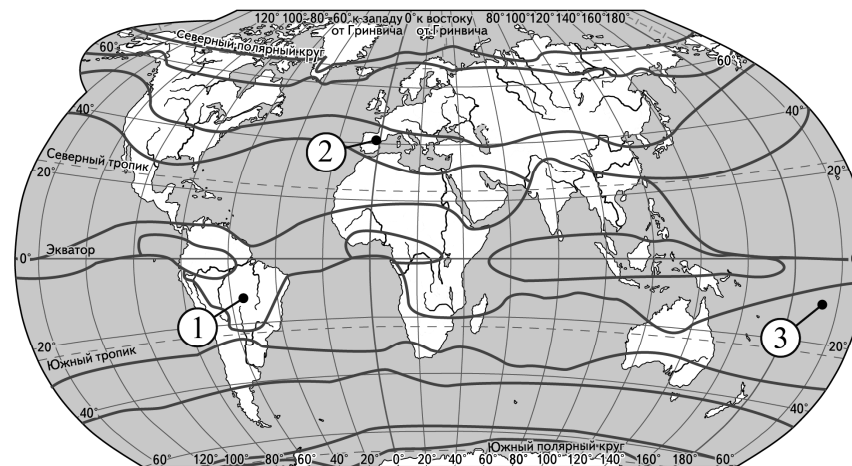 120°100°-80°-60°к западу 0°к востоку 80°100°120°140°160°180°
от Гринвича от Гринвича
Северный полярный круг
60°
60°
40°
40°
2
Северный тропик
20°
20°
Экватор
0°
0°
1
3
20°
20°
Южный тропик
40°
40°
Южный полярный круг
60° 120°100° 80° 60° 40° 20° 0° 20° 40° 60° 80° 100°120°140° 160° 180° 60°